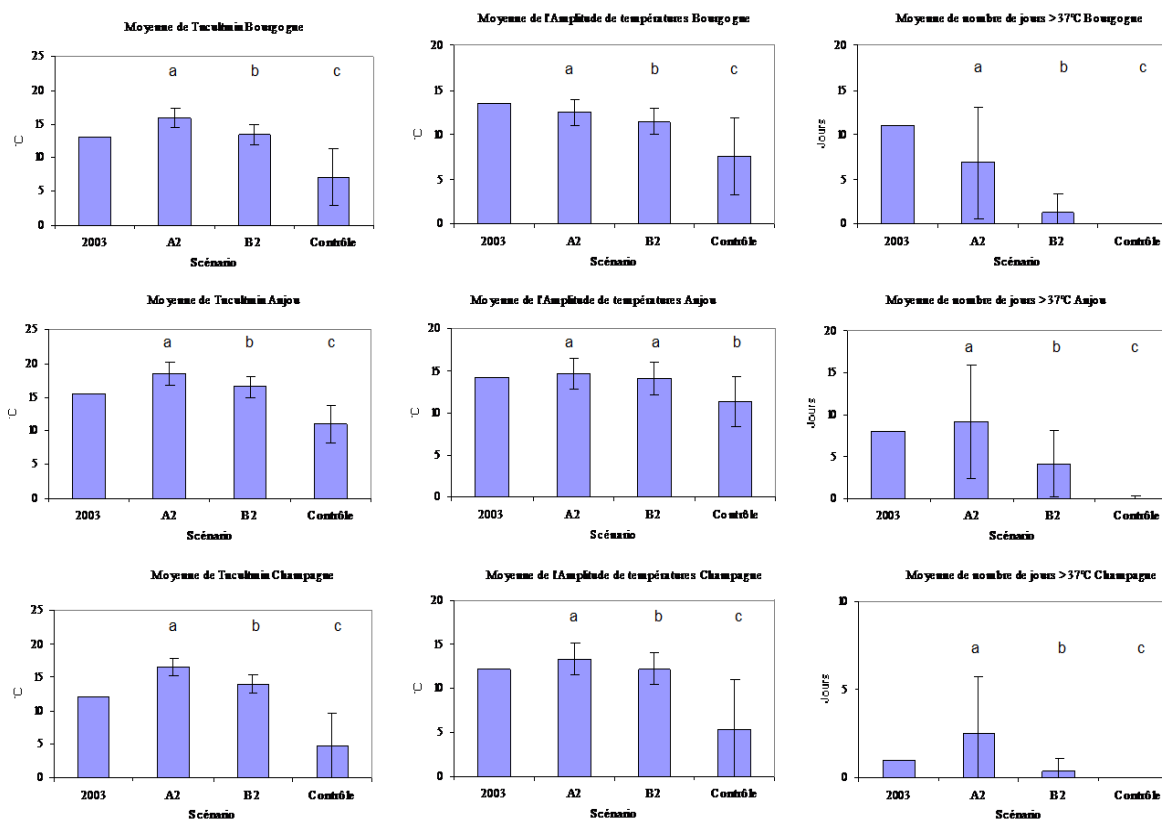 Moyenne de Tncultmin Bourgogne
25
20
15
10
5
0
°C
a b c
2003 A2 B2 Contrôle
Scénario
Moyenne de l'Amplitude de températures Bourgogne
20
15
10
5
0
°C
a b c
2003 A2 B2 Contrôle
Scénario
Moyenne de nombre de jours > 37°C Bourgogne
20
15
10
5
0
Jours
a b c
2003 A2 B2 Contrôle
Scénario
Moyenne de Tncultmin Anjou
25
20
15
10
5
0
°C
a b c
2003 A2 B2 Contrôle
Scénario
Moyenne de l'Amplitude de températures Anjou
20
15
10
5
0
°C
a a b
2003 A2 B2 Contrôle
Scénario
Moyenne de nombre de jours > 37°C Anjou
20
15
10
5
0
Jours
a b c
2003 A2 B2 Contrôle
Scénario
Moyenne de Tncultmin Champagne
25
20
15
10
5
0
°C
a b c
2003 A2 B2 Contrôle
Scénario
Moyenne de l'Amplitude de températures Champagne
20
15
10
5
0
°C
a b c
2003 A2 B2 Contrôle
Scénario
Moyenne de nombre de jours > 37°C Champagne
10
5
0
Jours
a b c
2003 A2 B2 Contrôle
Scénario